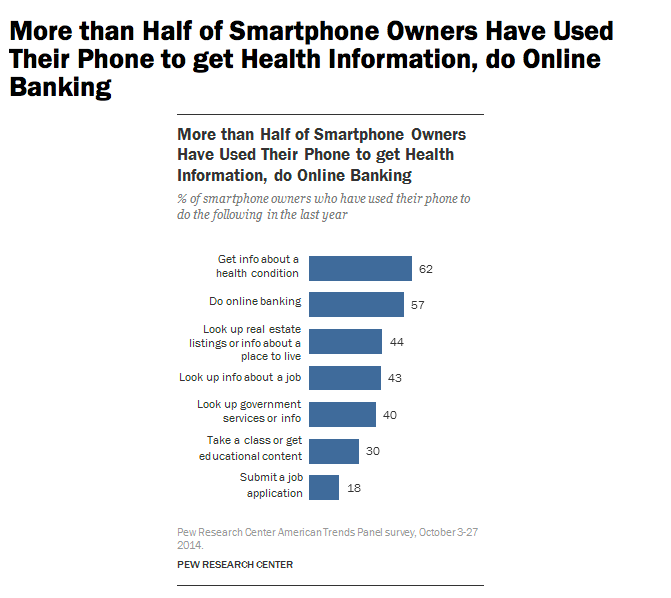 More than Half of Smartphone Owners Have Used
Their Phone to get Health Information, do Online
Banking
More than Half of Smartphone Owners
Have Used Their Phone to get Health
Information, do Online Banking
% of smartphone owners who have used their phone to
do the following in the last year
Get info about a
health condition
62
Do online banking
57
Look up real estate
listings or info about a
place to live
44
Look up info about a job
43
Look up government
services or info
40
Take a class or get
educational content
30
Submit a job
application
18
Pew Research Center American Trends Panel survey, October 3-27
2014.
PEW RESEARCH CENTER